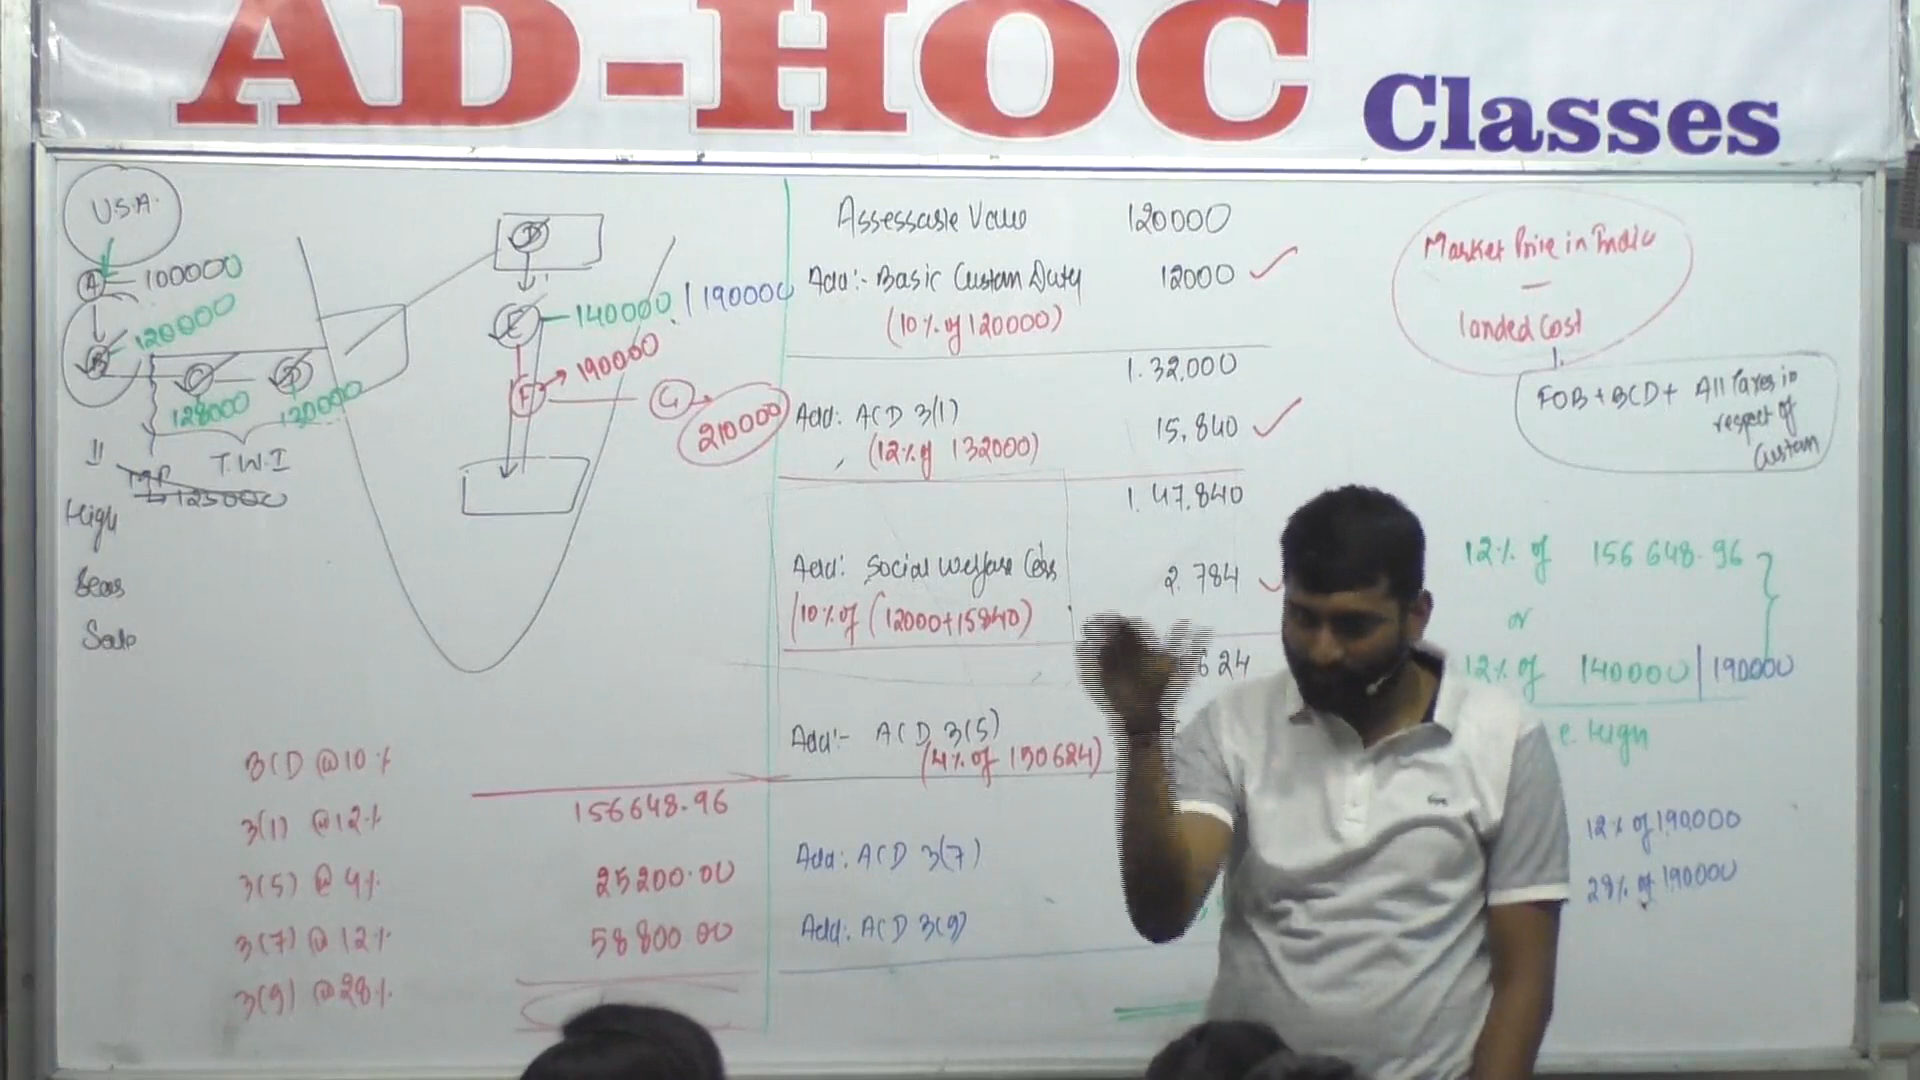 AD-HOC Classes
U.S.A.
A 100000
B 120000
C 128000
D 130000
T.W.I
125000
High
Seas
Sale
D
E 140000 | 190000
F 190000
G 210000
BCD @ 10%
3(1) @ 12%
3(5) @ 4%
3(7) @ 12%
3(9) @ 28%
156648.96
25200.00
58800 00
Assessable Value 120000
Add:- Basic Custom Duty 12000
(10% of 120000)
1.32,000
Add: ACD 3(1) 15,840
(12% of 132000)
1.47.840
Add: Social Welfare Cess 2.784
(10% of (12000+15840)
624
Add:- ACD 3(5)
(4% of 150624)
Add: ACD 3(7)
Add: ACD 3(9)
Market Price in India
—
landed Cost
FOB + BCD + All Taxes in
respect of
Custom
12% of 156648.96
or
12% of 140000 | 190000
High
12% of 190000
28% of 190000